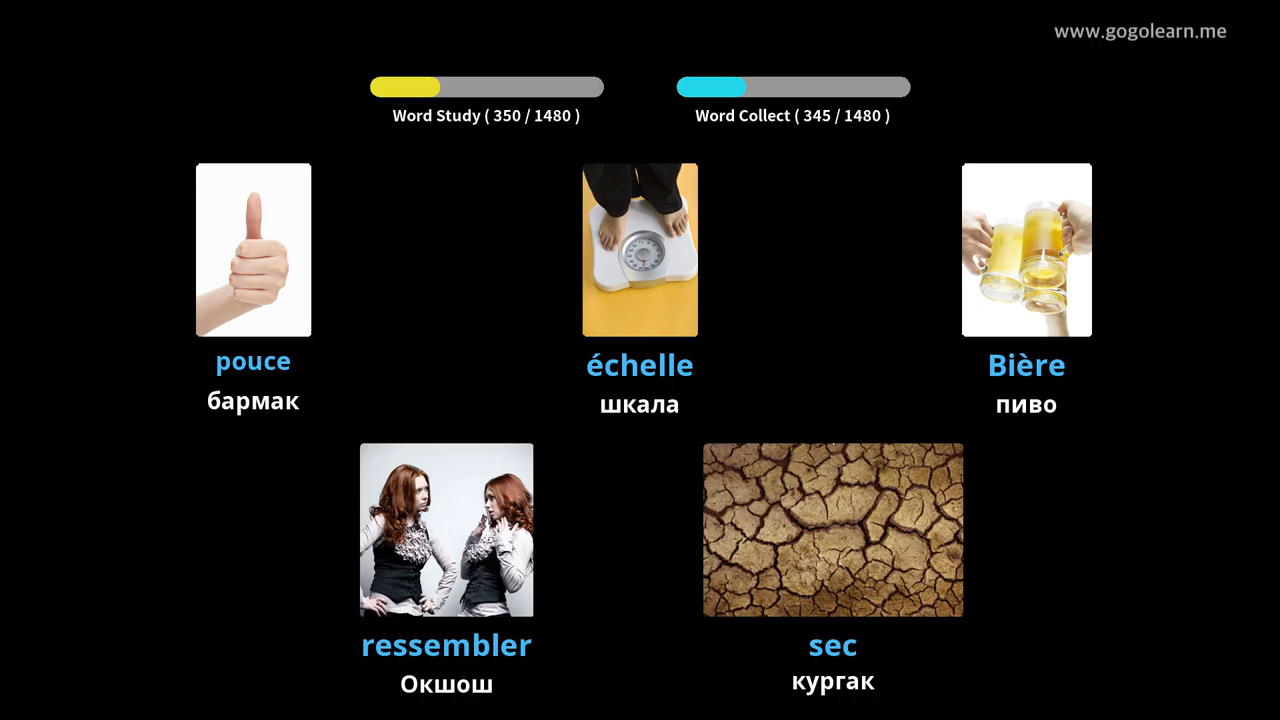 www.gogolearn.me
Word Study ( 350 / 1480 )
Word Collect ( 345 / 1480 )
pouce
бармак
échelle
шкала
Bière
пиво
ressembler
Окшош
sec
кургак